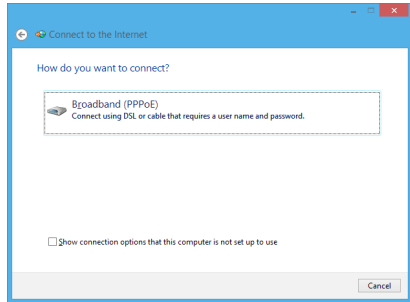 Connect to the Internet
How do you want to connect?
Broadband (PPPoE)
Connect using DSL or cable that requires a user name and password.
Show connection options that this computer is not set up to use
Cancel